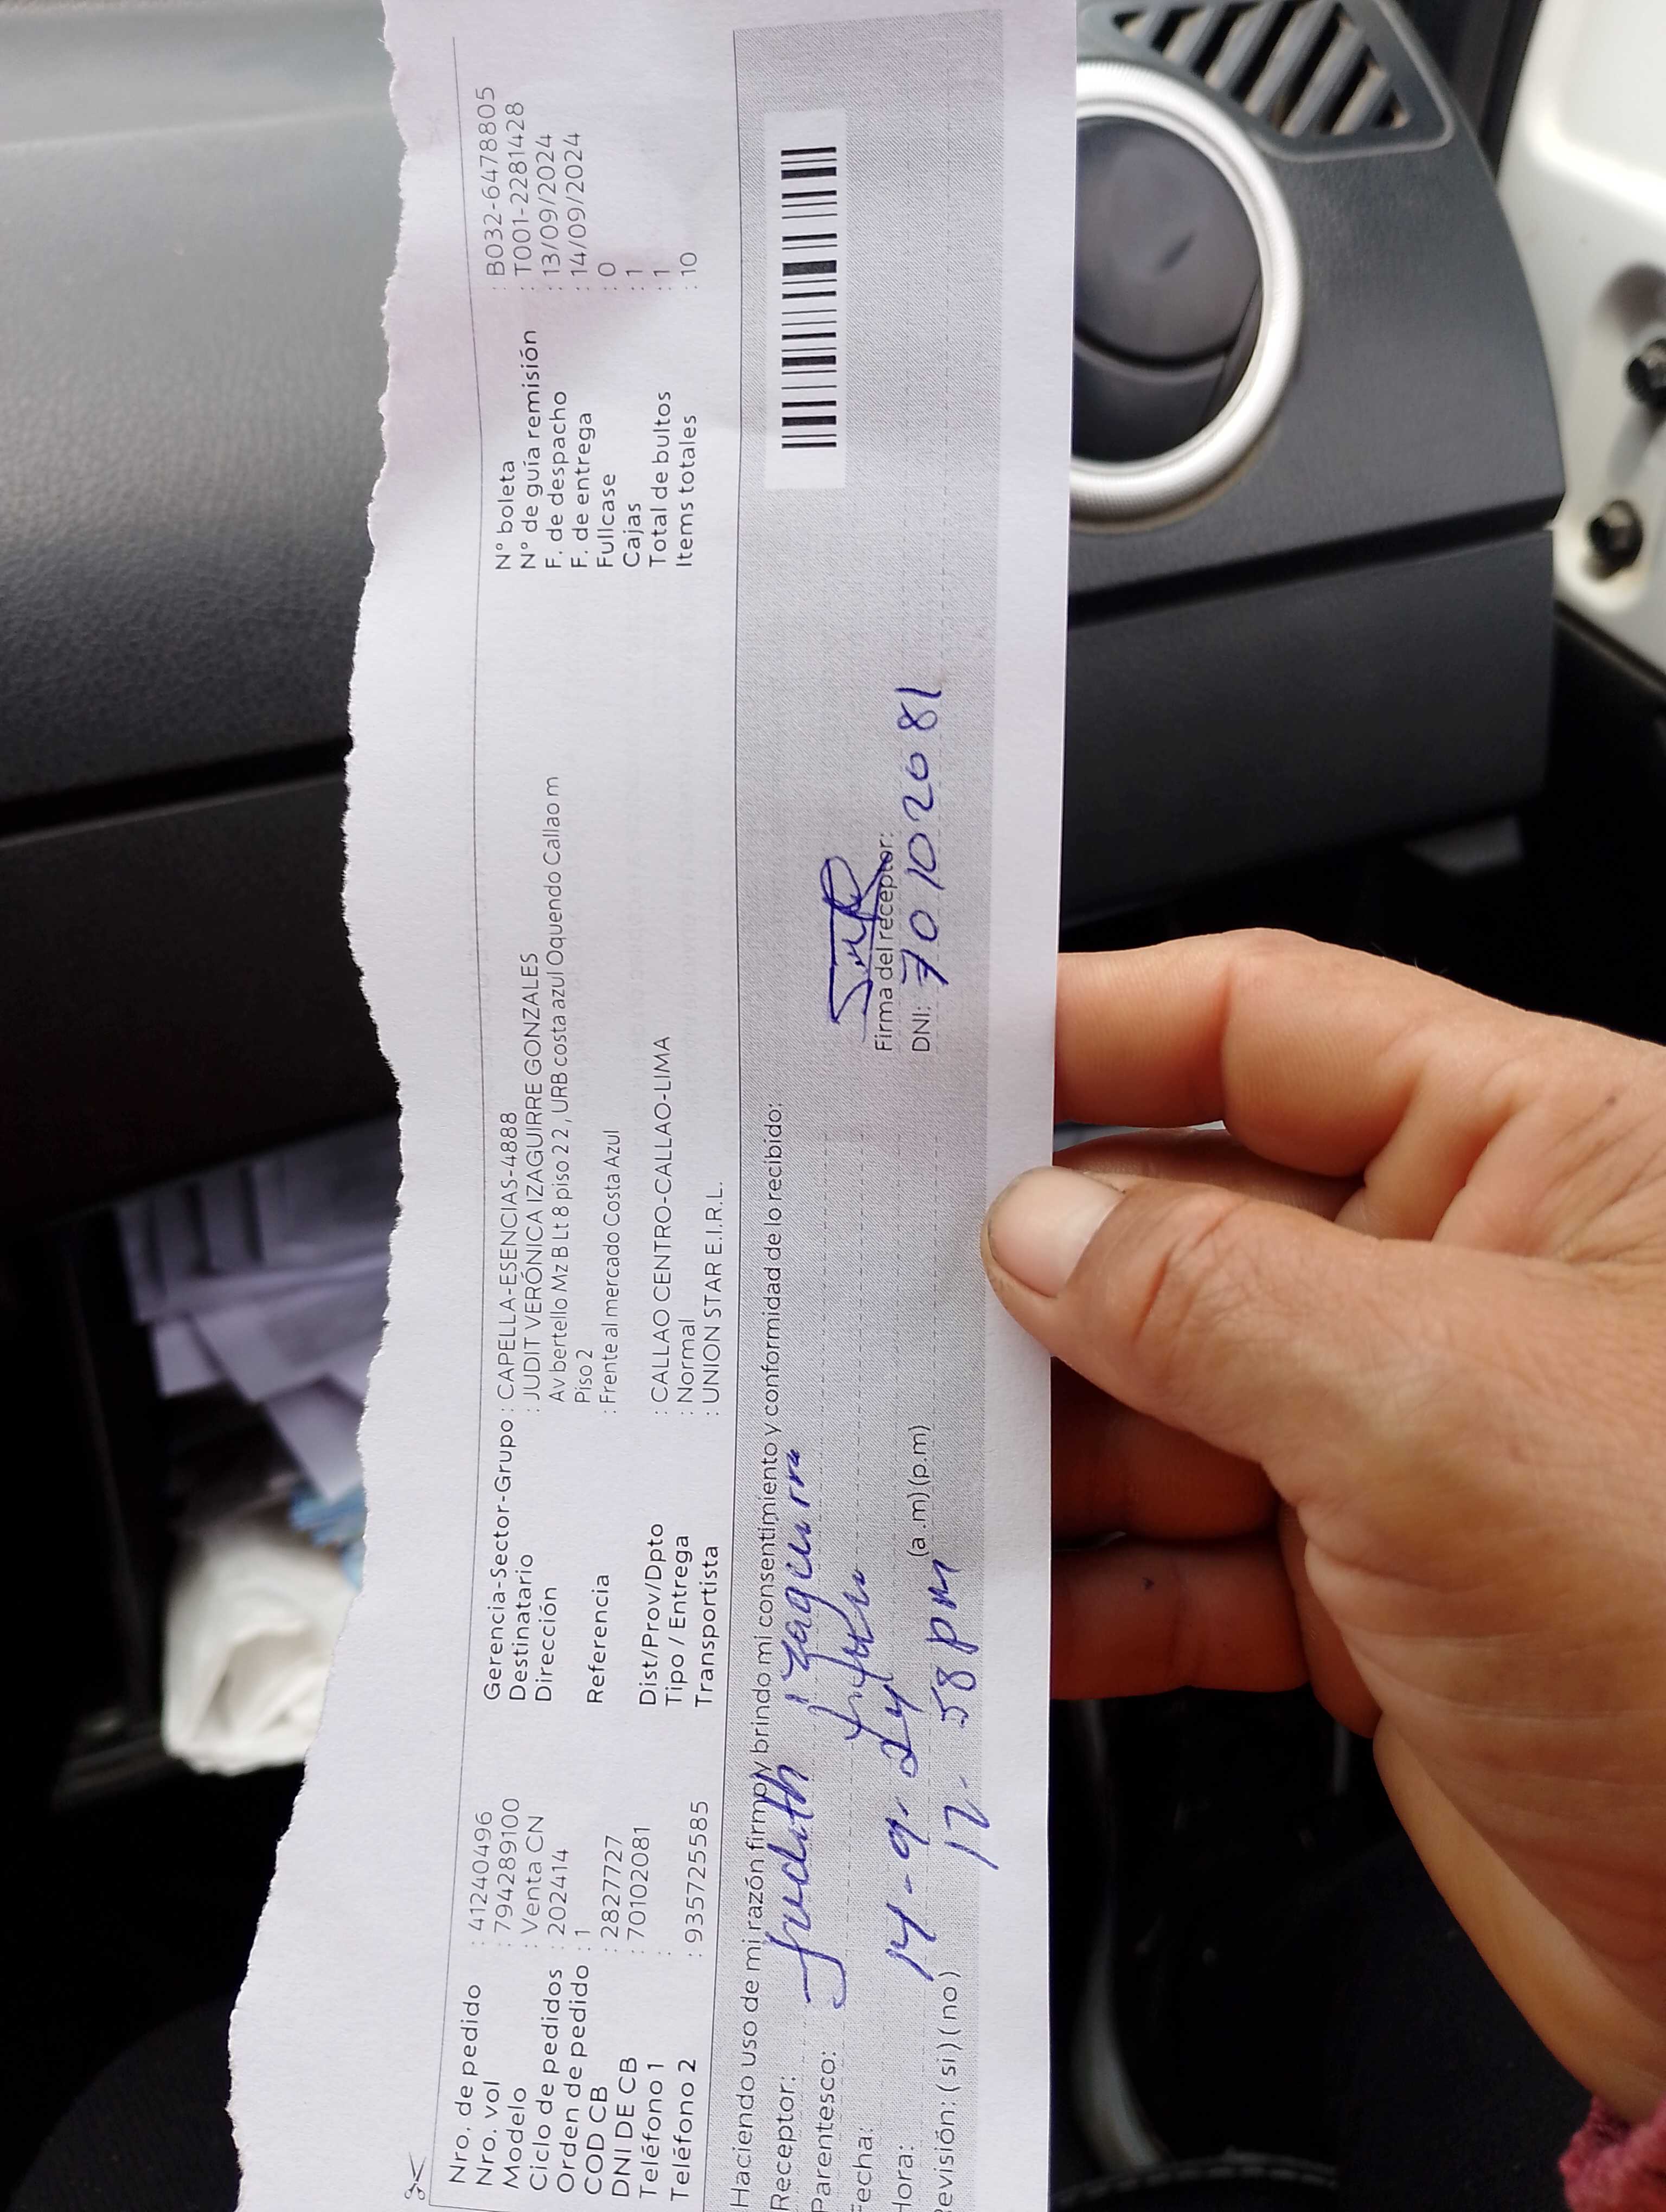 Nro. de pedido : 41240496
Nro. vol : 794289100
Modelo : Venta CN
Ciclo de pedidos : 202414
Orden de pedido : 1
COD CB : 28277727
DNI DE CB : 70102081
Teléfono 1 :
Teléfono 2 : 935725585
Gerencia-Sector-Grupo : CAPELLA-ESENCIAS-4888
Destinatario : JUDIT VERÓNICA IZAGUIRRE GONZALES
Dirección Av bertello Mz B Lt 8 piso 2 2, URB costa azul Oquendo Callao m
Piso 2
Referencia : Frente al mercado Costa Azul
Dist/Prov/Dpto : CALLAO CENTRO-CALLAO-LIMA
Tipo / Entrega : Normal
Transportista : UNION STAR E.I.R.L.
N° boleta : B032-6478805
N° de guía remisión : T001-2281428
F. de despacho : 13/09/2024
F. de entrega : 14/09/2024
Fullcase : 0
Cajas : 1
Total de bultos : 1
Items totales : 10
Haciendo uso de mi razón firmo y brindo mi consentimiento y conformidad de lo recibido:
Receptor: Judith
Parentesco:
Fecha: 14-9-24
Hora: 12. 58 pm (a.m) (p.m)
evisión: (si) (no)
Firma del receptor:
DNI: 70102081